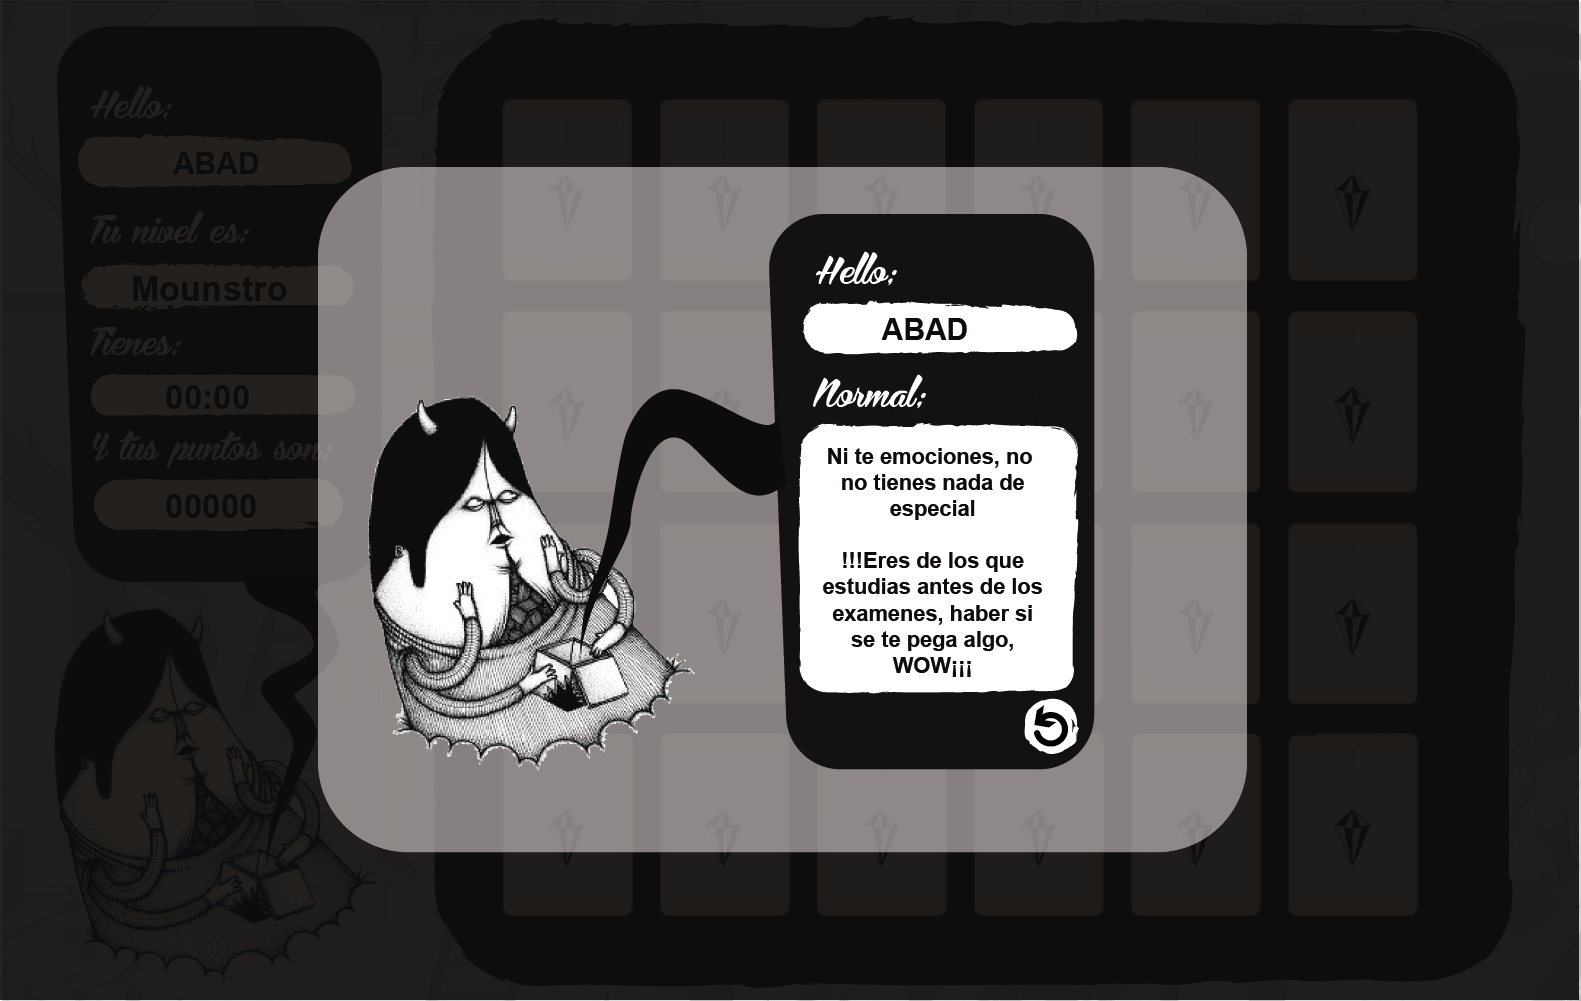 Hello;
ABAD
Tu nivel es;
Mounstro
Tienes;
00:00
Y tus puntos son;
00000
Hello;
ABAD
Normal;
Ni te emociones, no
no tienes nada de
especial
!!!Eres de los que
estudias antes de los
examenes, haber si
se te pega algo,
WOW¡¡¡